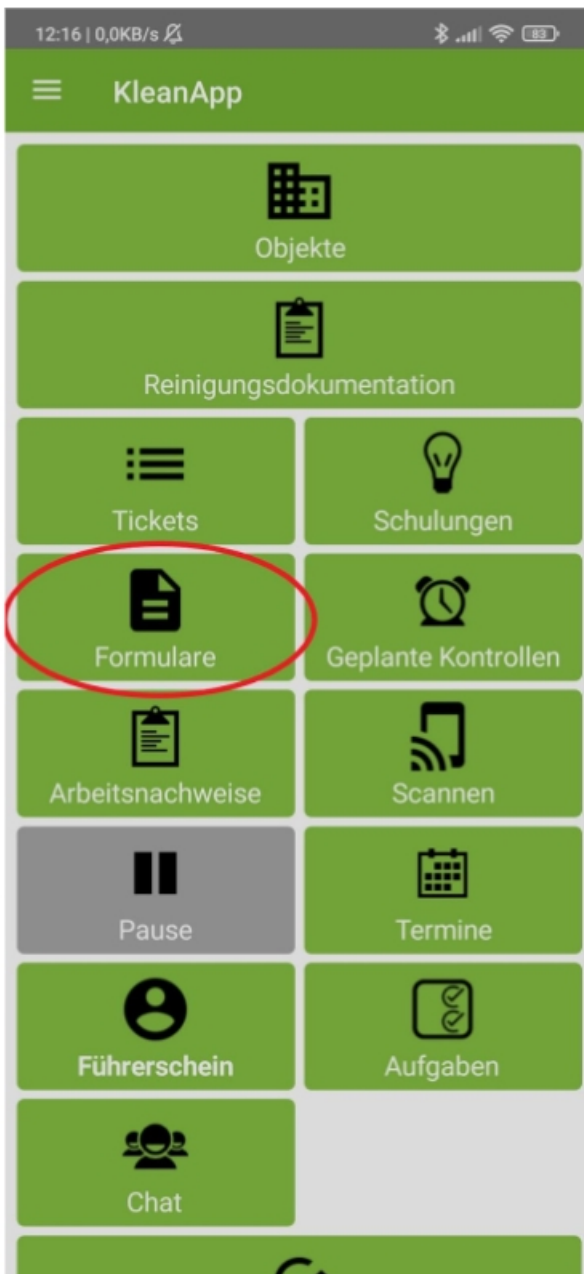 12:16 | 0,0KB/s
83
KleanApp
Objekte
Reinigungsdokumentation
Tickets
Schulungen
Formulare
Geplante Kontrollen
Arbeitsnachweise
Scannen
Pause
Termine
Führerschein
Aufgaben
Chat